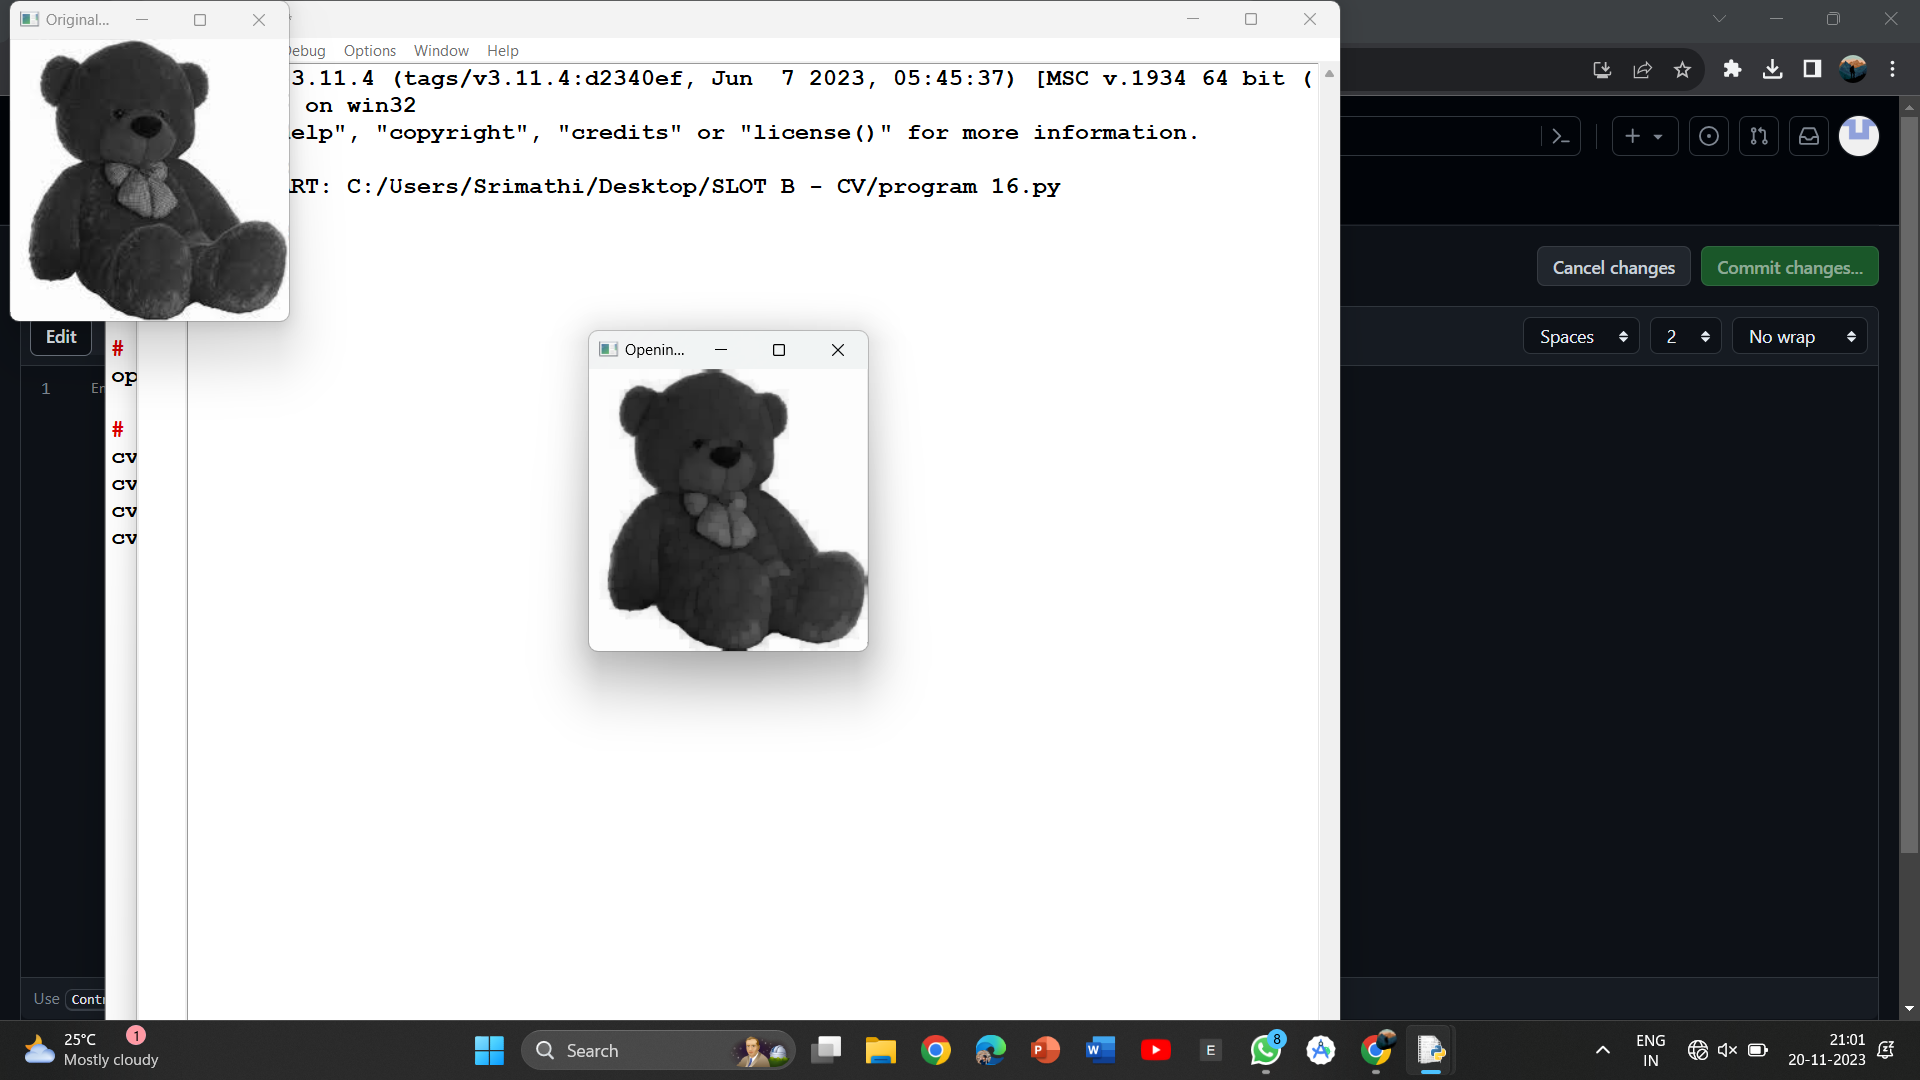 Original...
Debug Options Window Help
3.11.4 (tags/v3.11.4:d2340ef, Jun 7 2023, 05:45:37) [MSC v.1934 64 bit (
on win32
elp", "copyright", "credits" or "license()" for more information.
RT: C:/Users/Srimathi/Desktop/SLOT B - CV/program 16.py
Cancel changes
Commit changes...
Edit
Spaces
2
No wrap
1
#
op
#
cv
cv
cv
cv
Openin...
Use
25°C
1
Mostly cloudy
Search
W
E
8
ENG
IN
21:01
20-11-2023